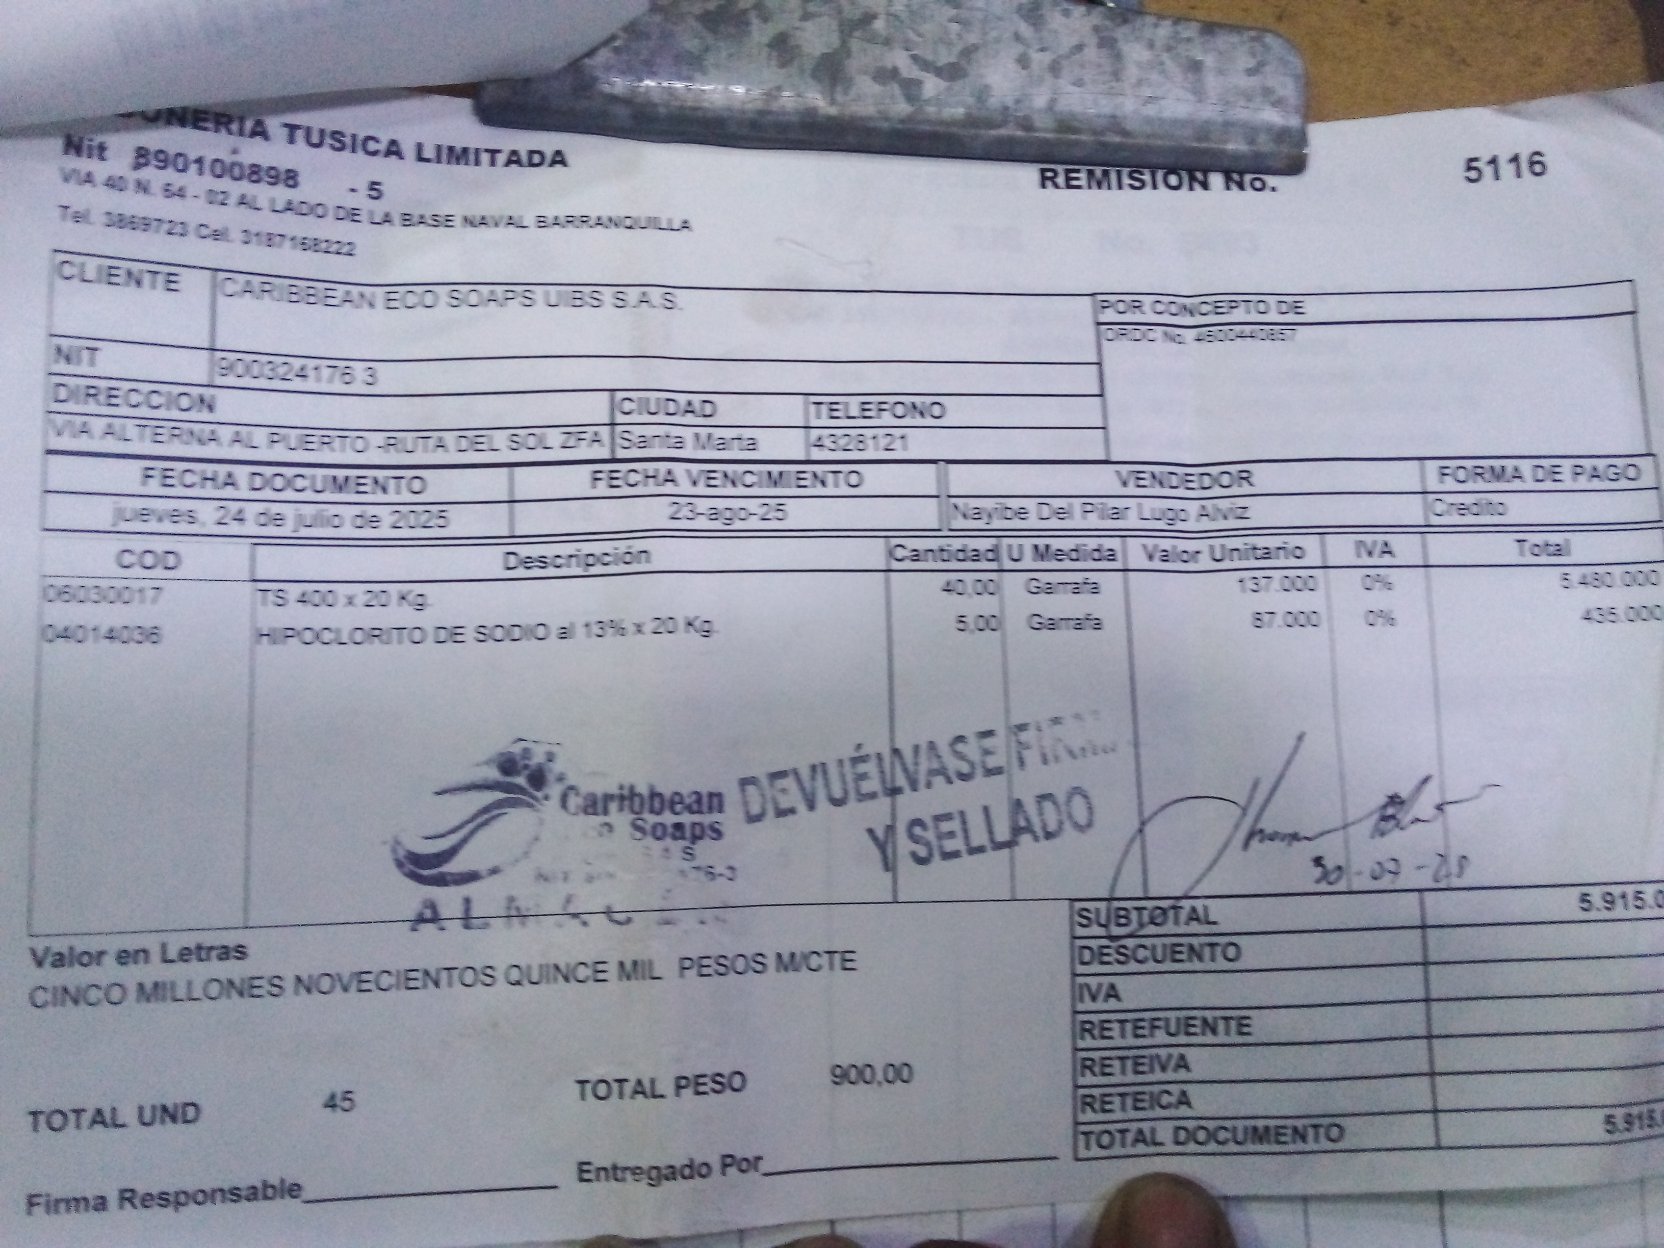 TUSICA LIMITADA
Nit 890100898 - 5
VIA 40 N. 64 - 02 AL LADO DE LA BASE NAVAL BARRANQUILLA
Tel. 3869723 Cel. 3187168222
REMISION No. 5116
CLIENTE CARIBBEAN ECO SOAPS UIBS S.A.S.
POR CONCEPTO DE
NIT 900324176 3
DIRECCION CIUDAD TELEFONO
VIA ALTERNA AL PUERTO -RUTA DEL SOL ZFA Santa Marta 4328121
FECHA DOCUMENTO FECHA VENCIMIENTO VENDEDOR FORMA DE PAGO
jueves, 24 de julio de 2025 23-ago-25 Nayibe Del Pilar Lugo Alviz Credito
COD Descripción Cantidad U Medida Valor Unitario IVA Total
06030017 TS 400 x 20 Kg. 40,00 Garrafa 137.000 0% 5.480.000
04014036 HIPOCLORITO DE SODIO al 13% x 20 Kg. 5,00 Garrafa 87.000 0% 435.000
Caribbean
Soaps
DEVUÉLVASE
Y SELLADO
Valor en Letras
CINCO MILLONES NOVECIENTOS QUINCE MIL PESOS M/CTE
SUBTOTAL 5.915.0
DESCUENTO
IVA
RETEFUENTE
RETEIVA
RETEICA
TOTAL DOCUMENTO 5.915.
TOTAL UND 45 TOTAL PESO 900,00
Firma Responsable Entregado Por